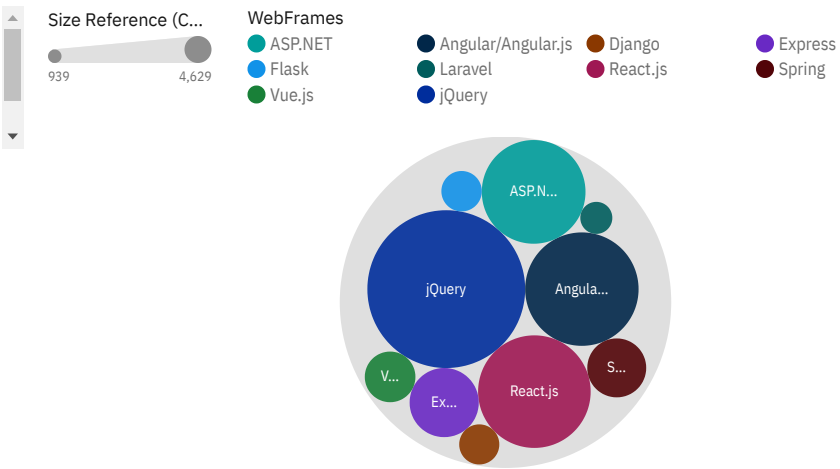 Size Reference (C...
939
4,629
WebFrames
ASP.NET
Angular/Angular.js
Django
Express
Flask
Laravel
React.js
Spring
Vue.js
jQuery
ASP.N...
jQuery
Angula...
V...
Ex...
React.js
S...